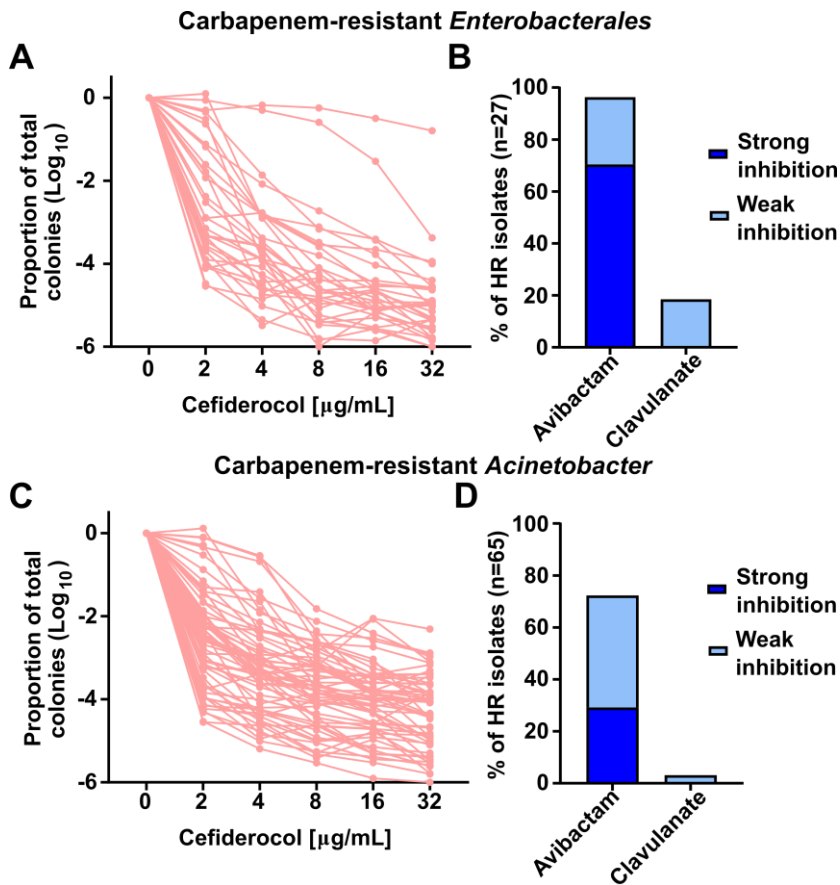 Carbapenem-resistant Enterobacterales
A
Proportion of total
colonies (Log10)
0
-2
-4
-6
0 2 4 8 16 32
Cefiderocol [µg/mL]
B
% of HR isolates (n=27)
100
80
60
40
20
0
Avibactam
Clavulanate
Strong
inhibition
Weak
inhibition
Carbapenem-resistant Acinetobacter
C
Proportion of total
colonies (Log10)
0
-2
-4
-6
0 2 4 8 16 32
Cefiderocol [µg/mL]
D
% of HR isolates (n=65)
100
80
60
40
20
0
Avibactam
Clavulanate
Strong
inhibition
Weak
inhibition